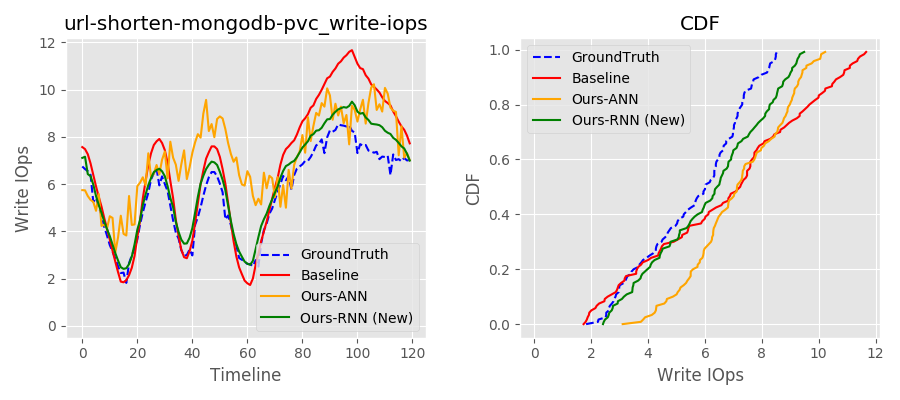 url-shorten-mongodb-pvc_write-iops
Write IOps
12
10
8
6
4
2
0
0 20 40 60 80 100 120
Timeline
GroundTruth
Baseline
Ours-ANN
Ours-RNN (New)
CDF
CDF
1.0
0.8
0.6
0.4
0.2
0.0
0 2 4 6 8 10 12
Write IOps
GroundTruth
Baseline
Ours-ANN
Ours-RNN (New)